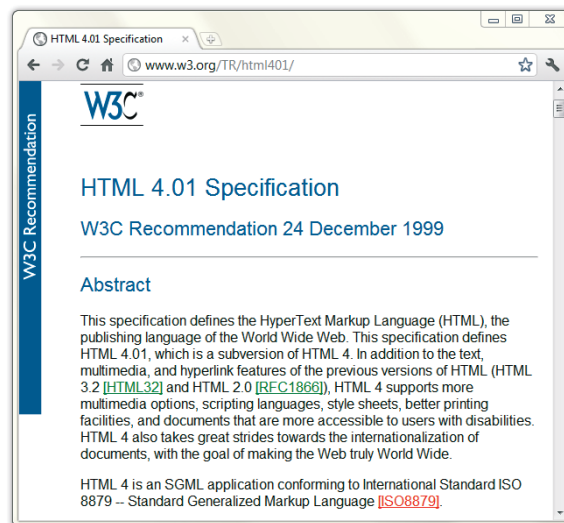 HTML 4.01 Specification
www.w3.org/TR/html401/
W3C Recommendation
W3C®
HTML 4.01 Specification
W3C Recommendation 24 December 1999
Abstract
This specification defines the HyperText Markup Language (HTML), the
publishing language of the World Wide Web. This specification defines
HTML 4.01, which is a subversion of HTML 4. In addition to the text,
multimedia, and hyperlink features of the previous versions of HTML (HTML
3.2 [HTML32] and HTML 2.0 [RFC1866]), HTML 4 supports more
multimedia options, scripting languages, style sheets, better printing
facilities, and documents that are more accessible to users with disabilities.
HTML 4 also takes great strides towards the internationalization of
documents, with the goal of making the Web truly World Wide.
HTML 4 is an SGML application conforming to International Standard ISO
8879 -- Standard Generalized Markup Language [ISO8879].